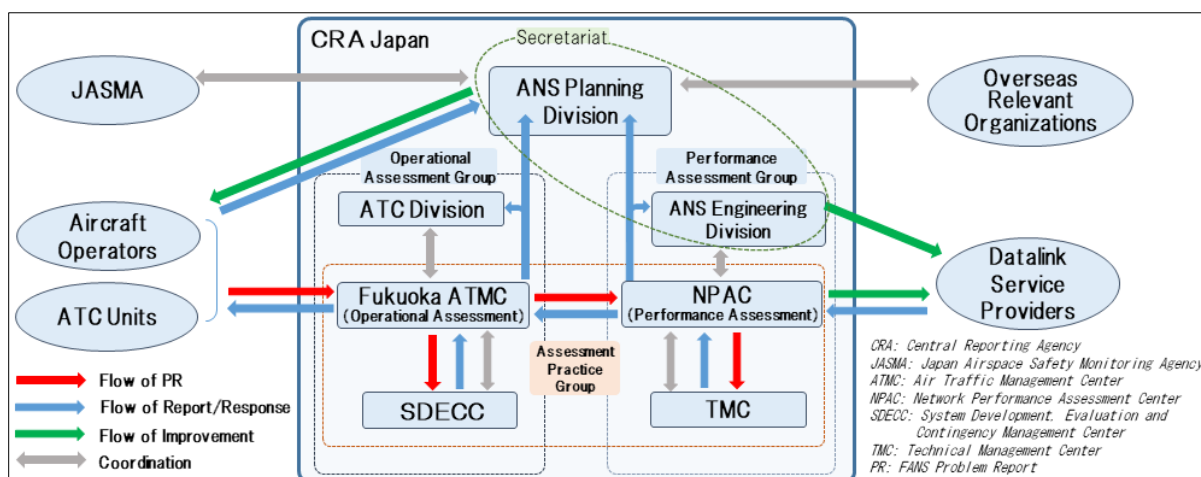 CRA Japan
Secretariat
JASMA
ANS Planning
Division
Overseas
Relevant
Organizations
Operational
Assessment Group
Performance
Assessment Group
ATC Division
ANS Engineering
Division
Aircraft
Operators
ATC Units
Fukuoka ATMC
(Operational Assessment)
NPAC
(Performance Assessment)
Datalink
Service
Providers
Assessment
Practice
Group
SDECC
TMC
Flow of PR
Flow of Report/Response
Flow of Improvement
Coordination
CRA: Central Reporting Agency
JASMA: Japan Airspace Safety Monitoring Agency
ATMC: Air Traffic Management Center
NPAC: Network Performance Assessment Center
SDECC: System Development, Evaluation and
Contingency Management Center
TMC: Technical Management Center
PR: FANS Problem Report